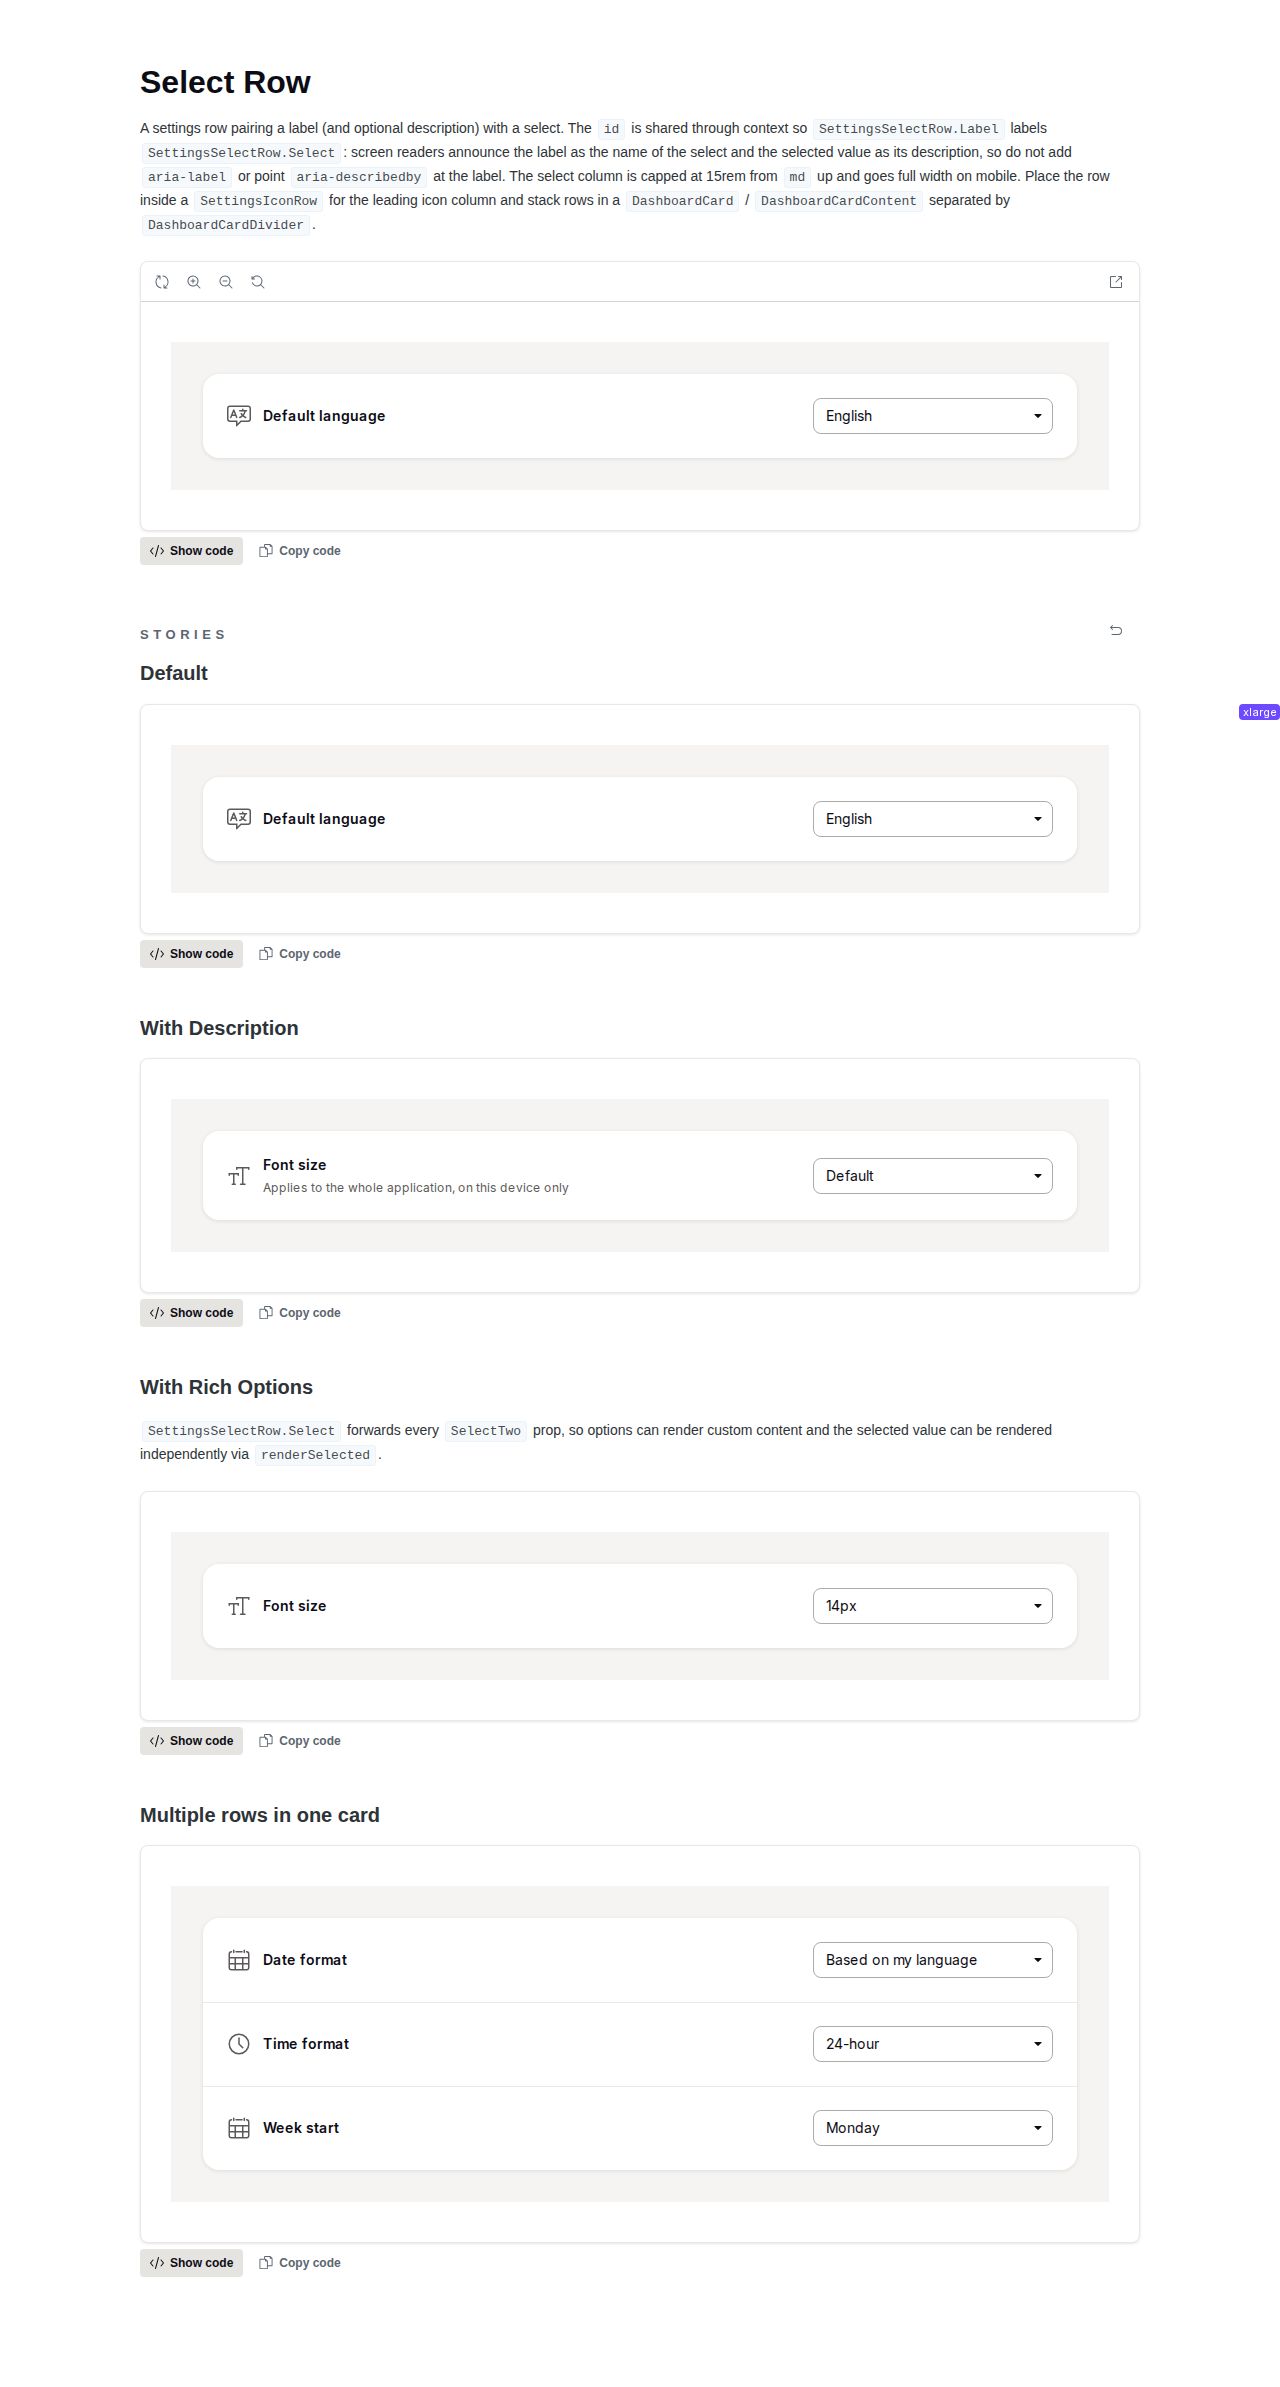 Select Row
A settings row pairing a label (and optional description) with a select. The id is shared through context so SettingsSelectRow.Label labels
SettingsSelectRow.Select : screen readers announce the label as the name of the select and the selected value as its description, so do not add
aria-label or point aria-describedby at the label. The select column is capped at 15rem from md up and goes full width on mobile. Place the row
inside a SettingsIconRow for the leading icon column and stack rows in a DashboardCard / DashboardCardContent separated by
DashboardCardDivider .
Default language
English
Show code
Copy code
STORIES
Default
xlarge
Default language
English
Show code
Copy code
With Description
Font size
Applies to the whole application, on this device only
Default
Show code
Copy code
With Rich Options
SettingsSelectRow.Select forwards every SelectTwo prop, so options can render custom content and the selected value can be rendered
independently via renderSelected .
Font size
14px
Show code
Copy code
Multiple rows in one card
Date format
Based on my language
Time format
24-hour
Week start
Monday
Show code
Copy code